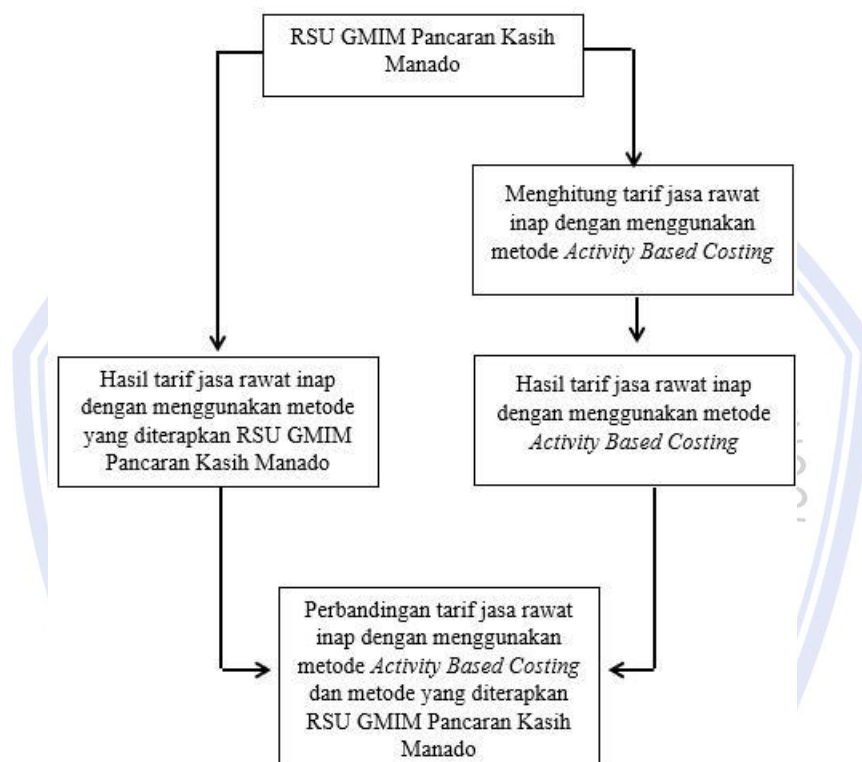 RSU GMIM Pancaran Kasih
Manado
Menghitung tarif jasa rawat
inap dengan menggunakan
metode Activity Based Costing
Hasil tarif jasa rawat inap
dengan menggunakan metode
yang diterapkan RSU GMIM
Pancaran Kasih Manado
Hasil tarif jasa rawat inap
dengan menggunakan metode
Activity Based Costing
Perbandingan tarif jasa rawat
inap dengan menggunakan
metode Activity Based Costing
dan metode yang diterapkan
RSU GMIM Pancaran Kasih
Manado